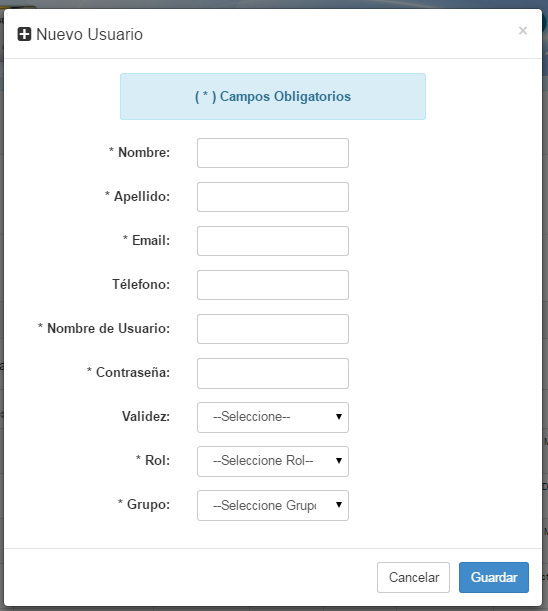 Nuevo Usuario ×
( * ) Campos Obligatorios
* Nombre:
* Apellido:
* Email:
Télefono:
* Nombre de Usuario:
* Contraseña:
Validez: --Seleccione--
* Rol: --Seleccione Rol--
* Grupo: --Seleccione Grupo
Cancelar Guardar